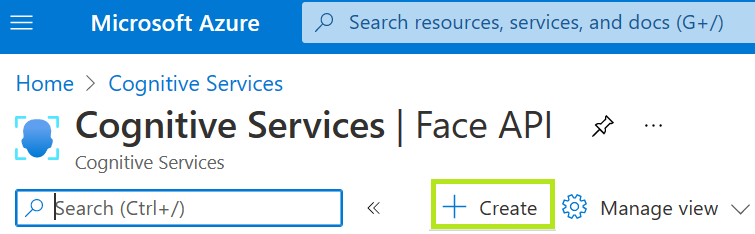 Microsoft Azure
Search resources, services, and docs (G+/)
Home > Cognitive Services
Cognitive Services | Face API
Cognitive Services
Search (Ctrl+/)
Create
Manage view